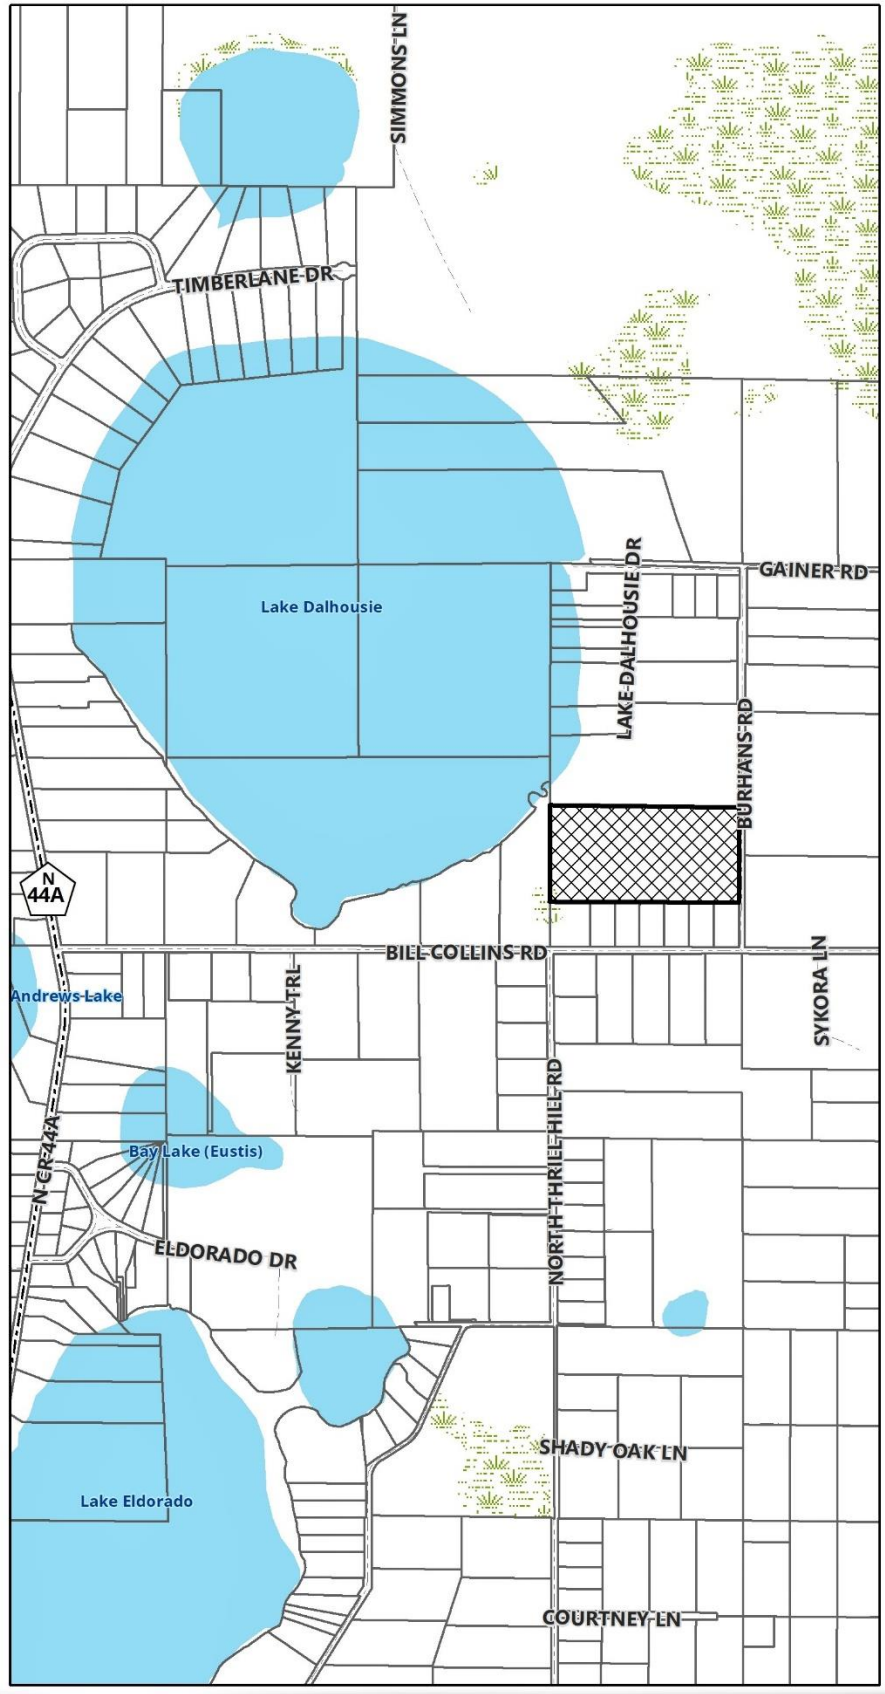 SIMMONS LN
TIMBERLANE DR
GAINER RD
LAKE DALHOUSIE DR
Lake Dalhousie
BURHANS RD
N
44A
BILL COLLINS RD
SYKORA LN
Andrews Lake
KENNY TRL
NORTH THRILL HILL RD
N CR 44A
Bay Lake (Eustis)
ELDORADO DR
SHADY OAK LN
Lake Eldorado
COURTNEY LN